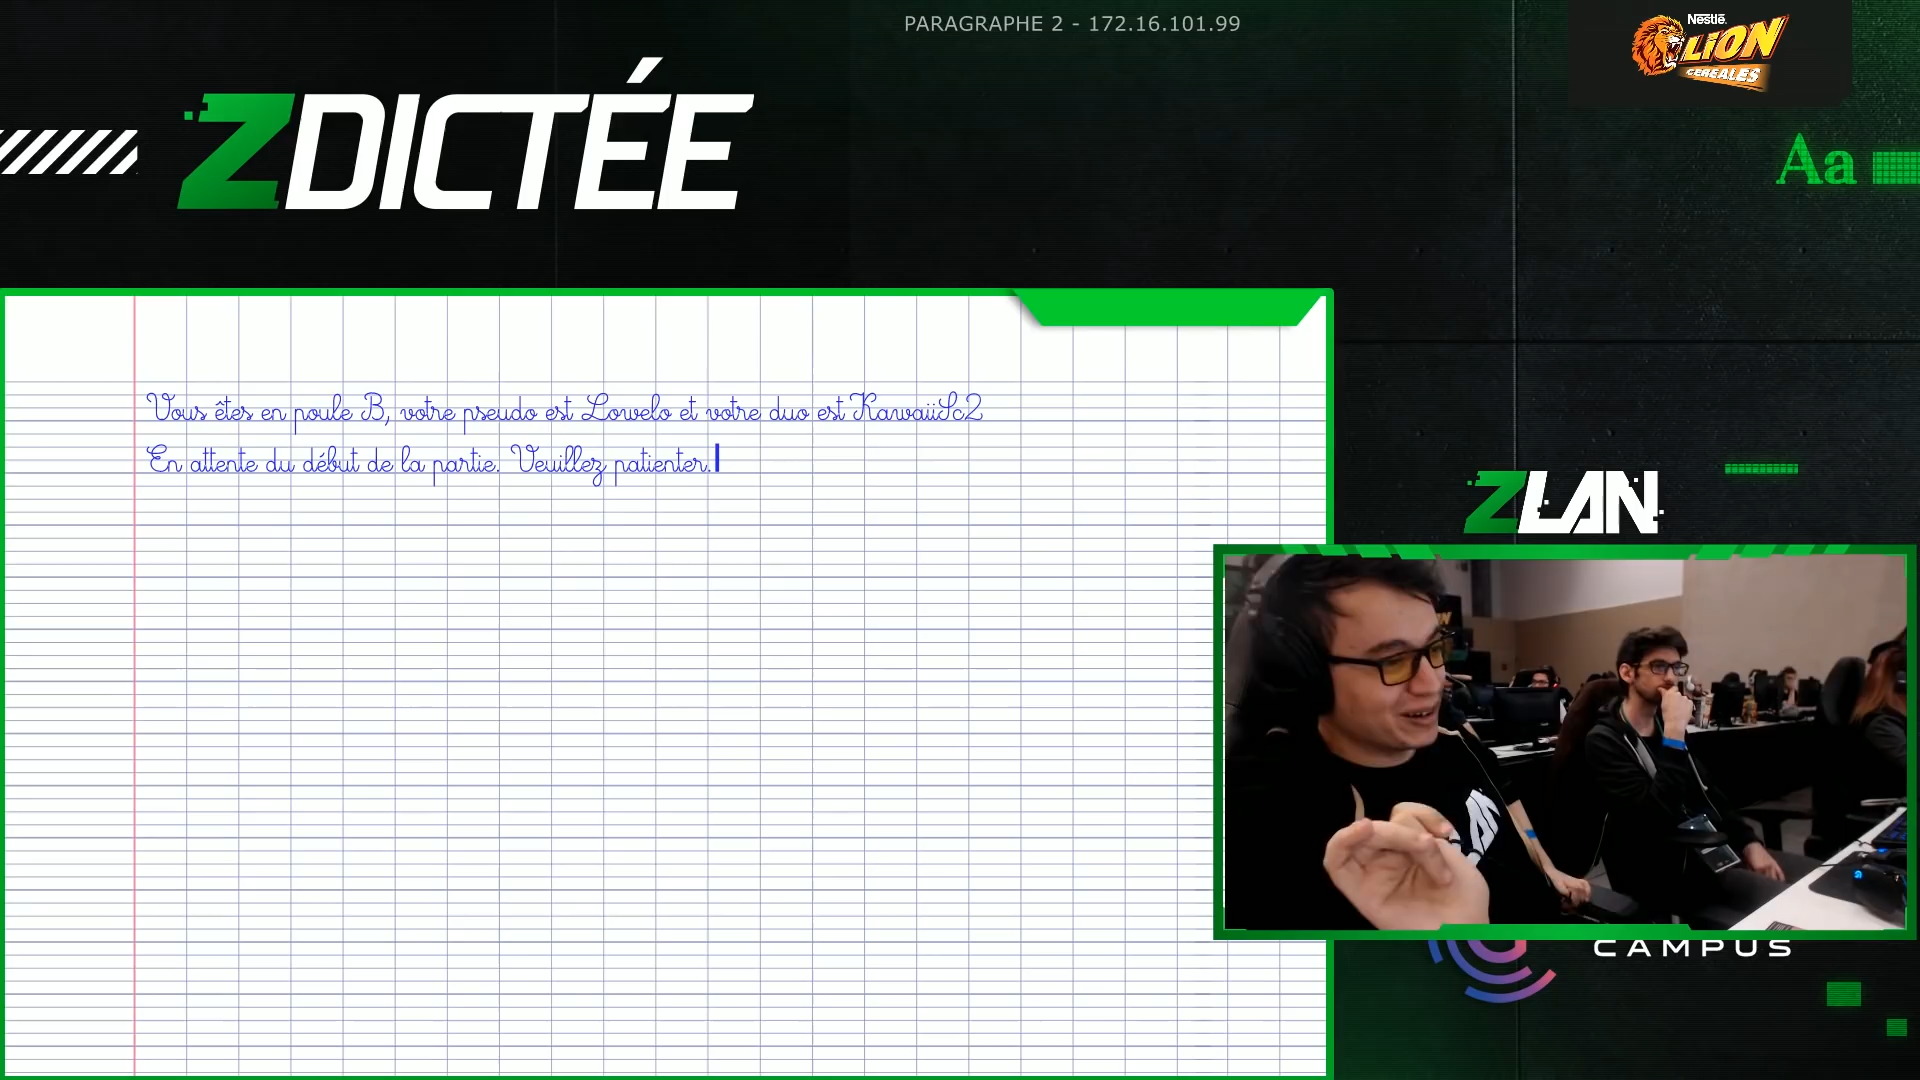 PARAGRAPHE 2 - 172.16.101.99
Nestlé.
LION
CEREALES
ZDICTÉE
Aa
Vous êtes en poule B, votre pseudo est Lowelo et votre duo est KawaiiSc2
En attente du début de la partie. Veuillez patienter.
ZLAN
CAMPUS